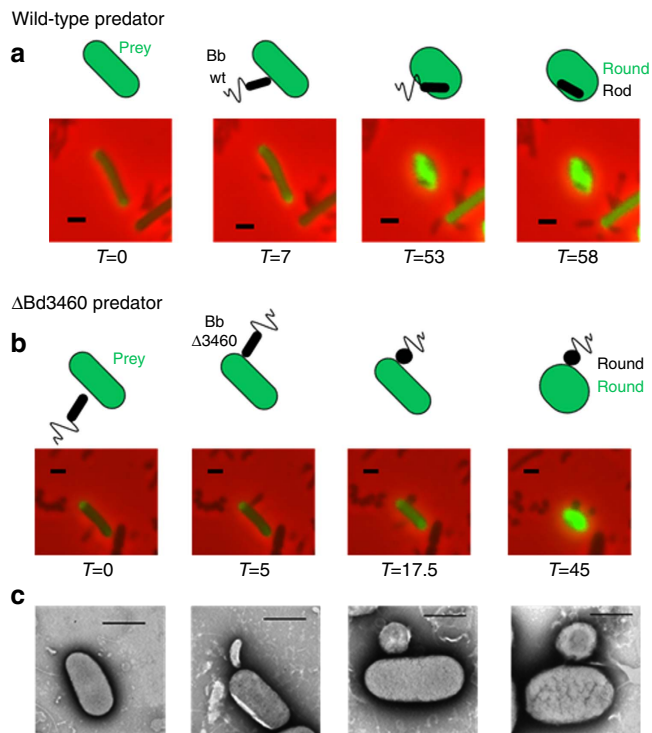 Wild-type predator
a
Prey
Bb
wt
Round
Rod
T=0
T=7
T=53
T=58
ΔBd3460 predator
b
Prey
Bb
Δ3460
Round
Round
T=0
T=5
T=17.5
T=45
c